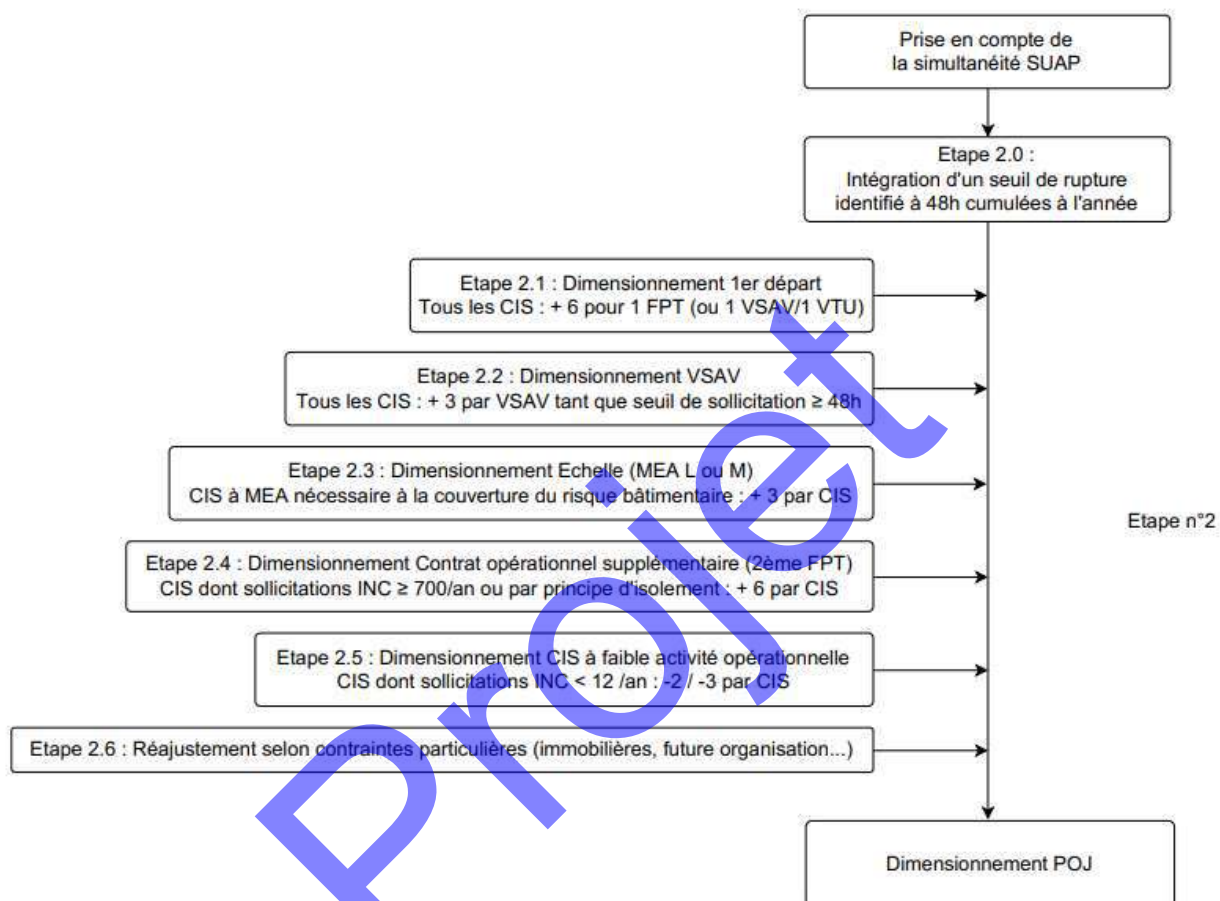 Prise en compte de
la simultanéité SUAP
Etape 2.0 :
Intégration d'un seuil de rupture
identifié à 48h cumulées à l'année
Etape 2.1 : Dimensionnement 1er départ
Tous les CIS : + 6 pour 1 FPT (ou 1 VSAV/1 VTU)
Etape 2.2 : Dimensionnement VSAV
Tous les CIS : + 3 par VSAV tant que seuil de sollicitation ≥ 48h
Etape 2.3 : Dimensionnement Echelle (MEA L ou M)
CIS à MEA nécessaire à la couverture du risque bâtimentaire : + 3 par CIS
Etape n°2
Etape 2.4 : Dimensionnement Contrat opérationnel supplémentaire (2ème FPT)
CIS dont sollicitations INC ≥ 700/an ou par principe d'isolement : + 6 par CIS
Etape 2.5 : Dimensionnement CIS à faible activité opérationnelle
CIS dont sollicitations INC < 12 /an : -2 / -3 par CIS
Etape 2.6 : Réajustement selon contraintes particulières (immobilières, future organisation...)
Dimensionnement POJ
Projet